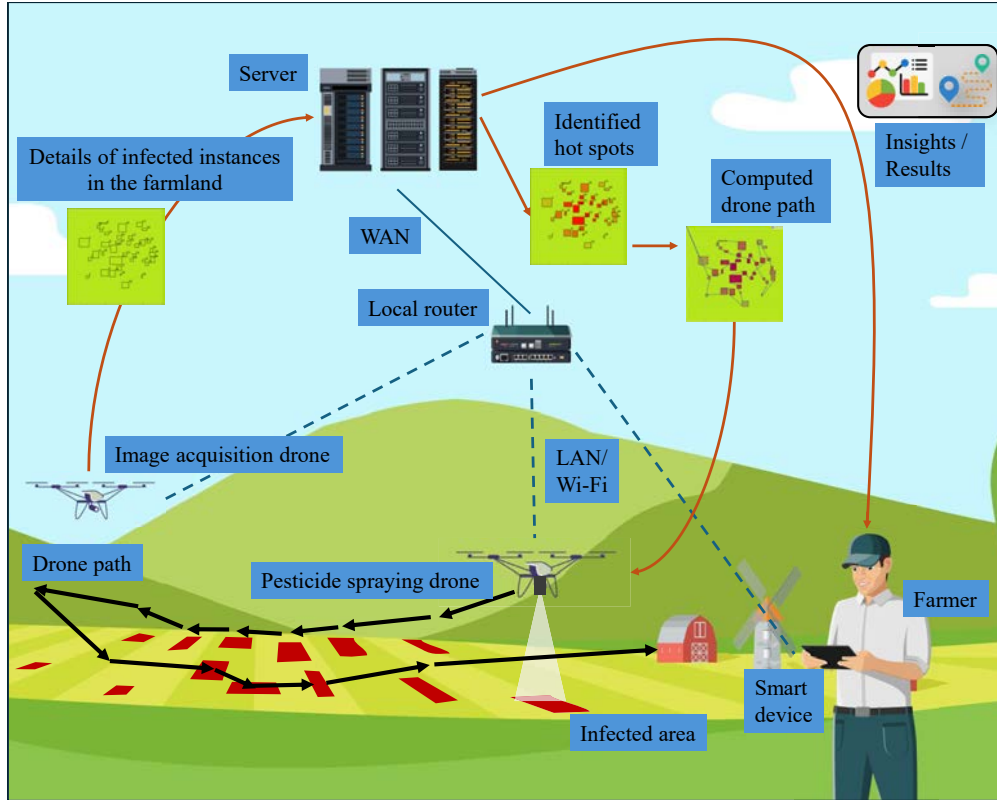 Server
Details of infected instances
in the farmland
Identified
hot spots
Insights /
Results
Computed
drone path
WAN
Local router
Image acquisition drone
LAN/
Wi-Fi
Drone path
Pesticide spraying drone
Farmer
Smart
device
Infected area